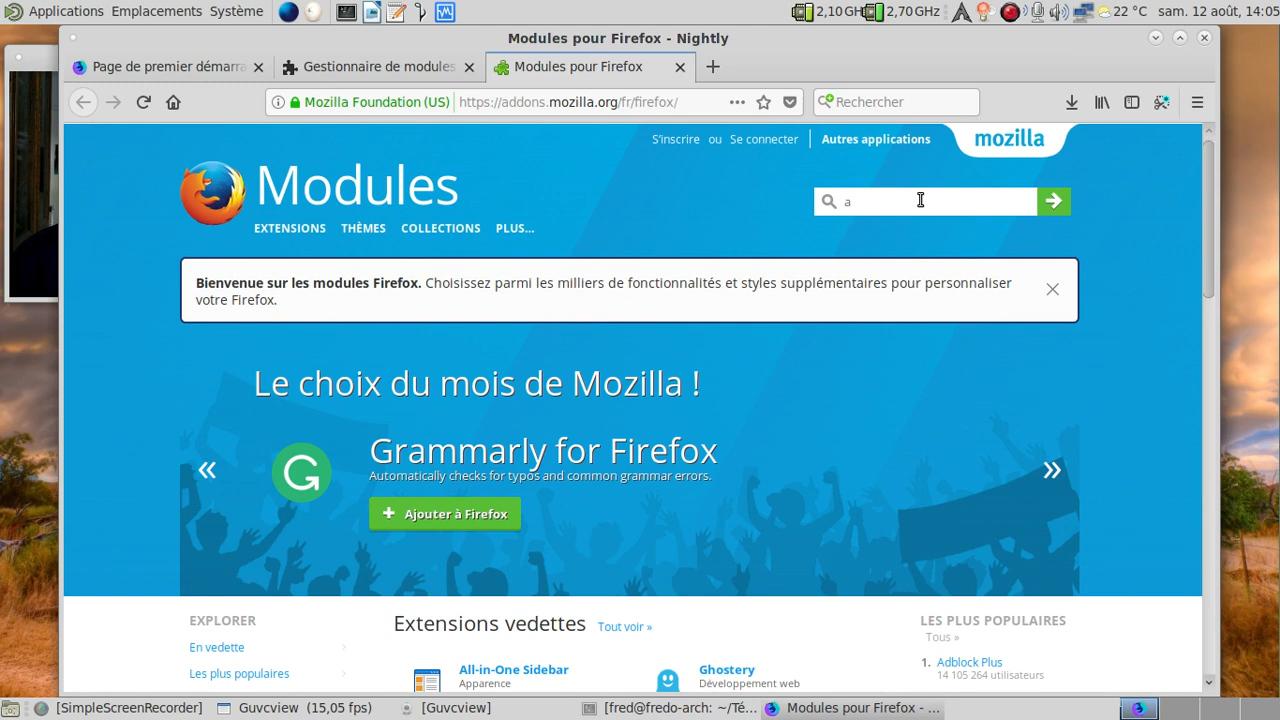 Applications Emplacements Système 2,10 GH 2,70 GHz 22 °C sam. 12 août, 14:05
Modules pour Firefox - Nightly
Page de premier démarra Gestionnaire de modules Modules pour Firefox
Mozilla Foundation (US) https://addons.mozilla.org/fr/firefox/ Rechercher
S'inscrire ou Se connecter Autres applications mozilla
Modules
a
EXTENSIONS THÈMES COLLECTIONS PLUS...
Bienvenue sur les modules Firefox. Choisissez parmi les milliers de fonctionnalités et styles supplémentaires pour personnaliser
votre Firefox.
Le choix du mois de Mozilla !
Grammarly for Firefox
Automatically checks for typos and common grammar errors.
Ajouter à Firefox
EXPLORER Extensions vedettes Tout voir » LES PLUS POPULAIRES
Tous »
En vedette
All-in-One Sidebar Ghostery 1. Adblock Plus
Les plus populaires Apparence Développement web 14 105 264 utilisateurs
[SimpleScreenRecorder] Guvcview (15,05 fps) [Guvcview] [fred@fredo-arch: ~/Té... Modules pour Firefox - ...